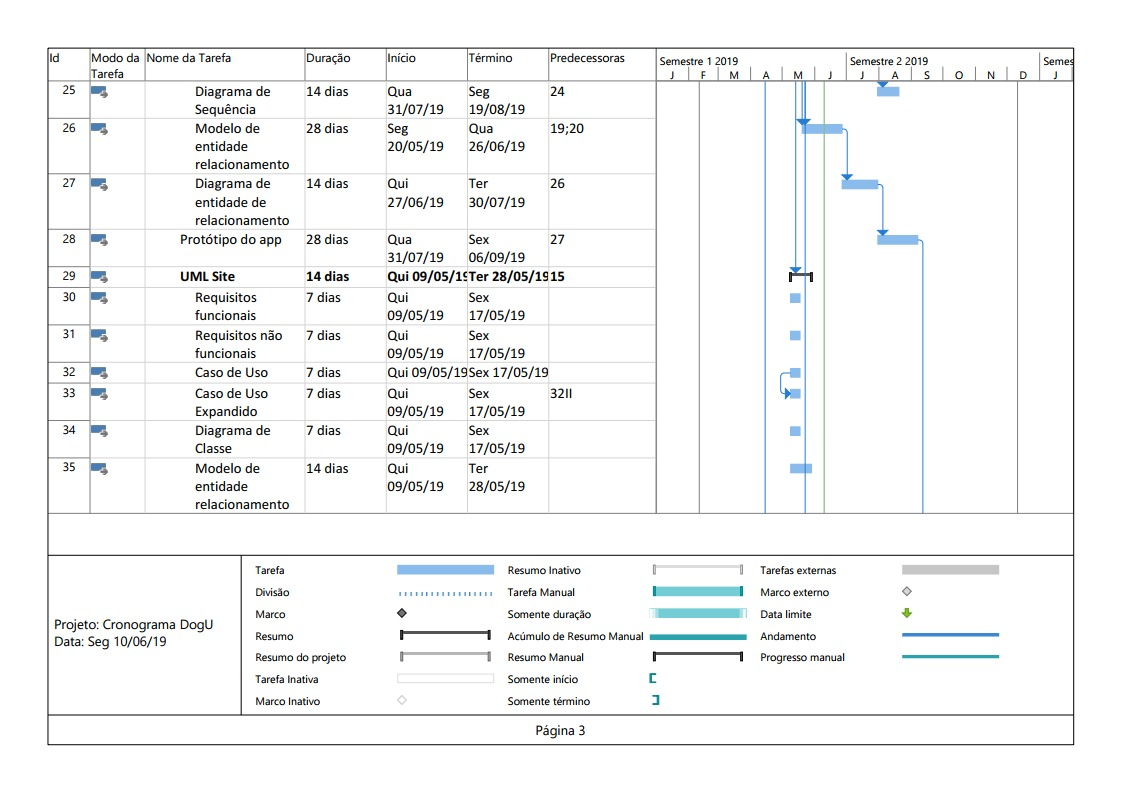 Id Modo da Tarefa Nome da Tarefa Duração Início Término Predecessoras
Semestre 1 2019 Semestre 2 2019 Semes
J F M A M J J A S O N D J
25 Diagrama de Sequência 14 dias Qua 31/07/19 Seg 19/08/19 24
26 Modelo de entidade relacionamento 28 dias Seg 20/05/19 Qua 26/06/19 19;20
27 Diagrama de entidade de relacionamento 14 dias Qui 27/06/19 Ter 30/07/19 26
28 Protótipo do app 28 dias Qua 31/07/19 Sex 06/09/19 27
29 UML Site 14 dias Qui 09/05/19 Ter 28/05/19 15
30 Requisitos funcionais 7 dias Qui 09/05/19 Sex 17/05/19
31 Requisitos não funcionais 7 dias Qui 09/05/19 Sex 17/05/19
32 Caso de Uso 7 dias Qui 09/05/19 Sex 17/05/19
33 Caso de Uso Expandido 7 dias Qui 09/05/19 Sex 17/05/19 32II
34 Diagrama de Classe 7 dias Qui 09/05/19 Sex 17/05/19
35 Modelo de entidade relacionamento 14 dias Qui 09/05/19 Ter 28/05/19
Projeto: Cronograma DogU
Data: Seg 10/06/19
Tarefa Resumo Inativo Tarefas externas
Divisão Tarefa Manual Marco externo
Marco Somente duração Data limite
Resumo Acúmulo de Resumo Manual Andamento
Resumo do projeto Resumo Manual Progresso manual
Tarefa Inativa Somente início
Marco Inativo Somente término
Página 3